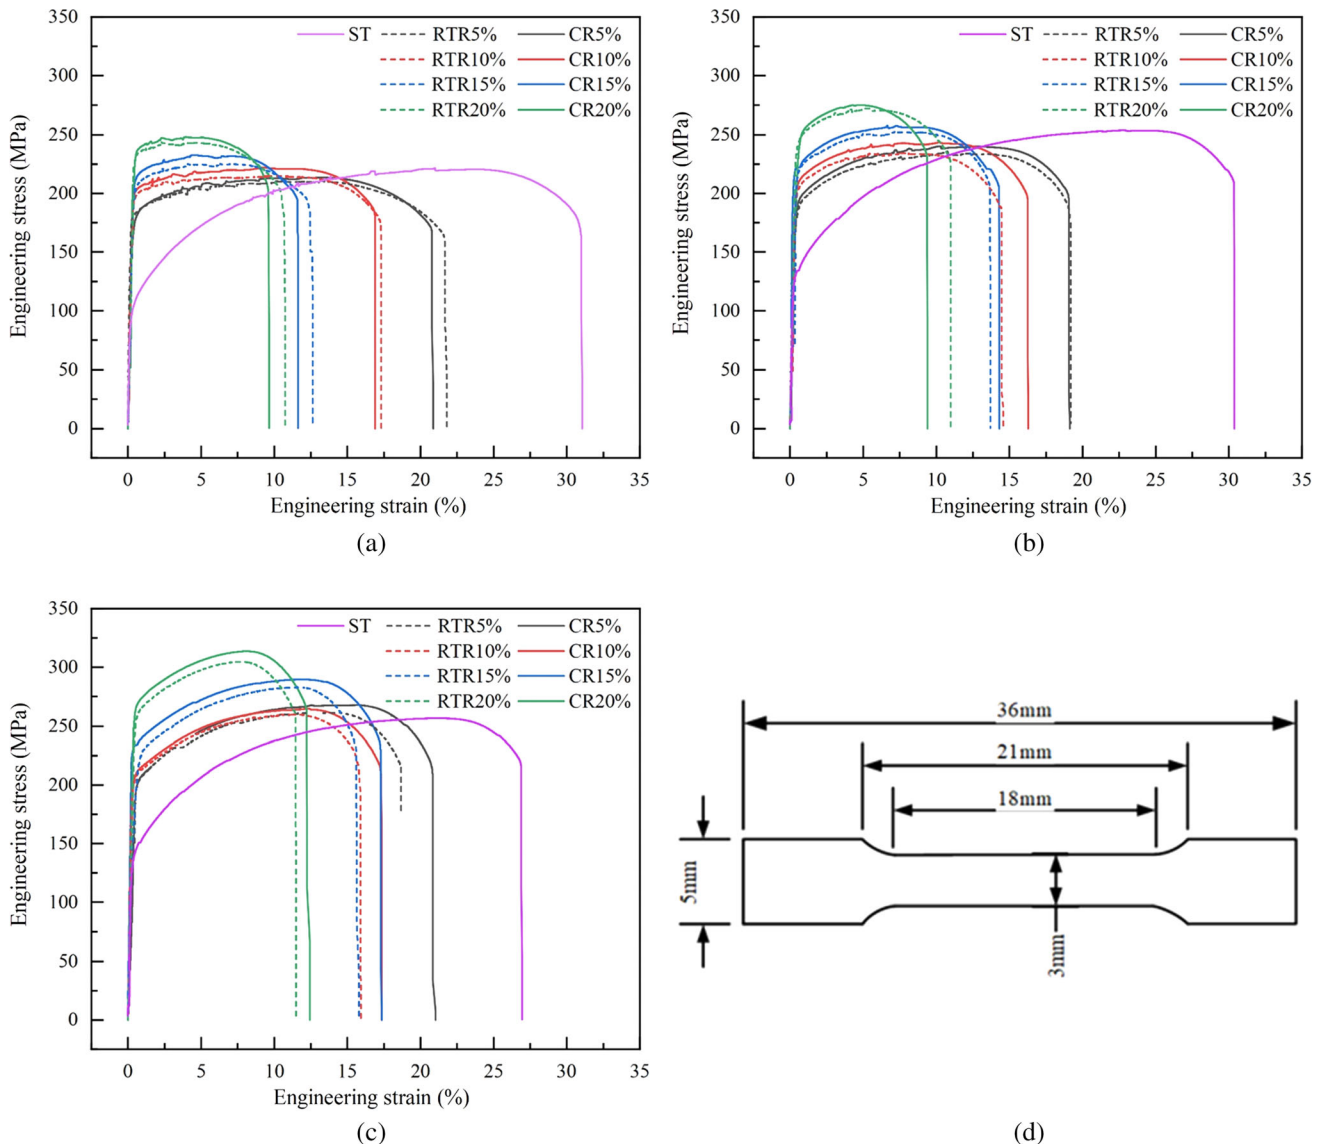 350
300
250
200
150
100
50
0
Engineering stress (MPa)
ST RTR5% CR5%
RTR10% CR10%
RTR15% CR15%
RTR20% CR20%
0 5 10 15 20 25 30 35
Engineering strain (%)
(a)
350
300
250
200
150
100
50
0
Engineering stress (MPa)
ST RTR5% CR5%
RTR10% CR10%
RTR15% CR15%
RTR20% CR20%
0 5 10 15 20 25 30 35
Engineering strain (%)
(b)
350
300
250
200
150
100
50
0
Engineering stress (MPa)
ST RTR5% CR5%
RTR10% CR10%
RTR15% CR15%
RTR20% CR20%
0 5 10 15 20 25 30 35
Engineering strain (%)
(c)
36mm
21mm
18mm
5mm
3mm
(d)